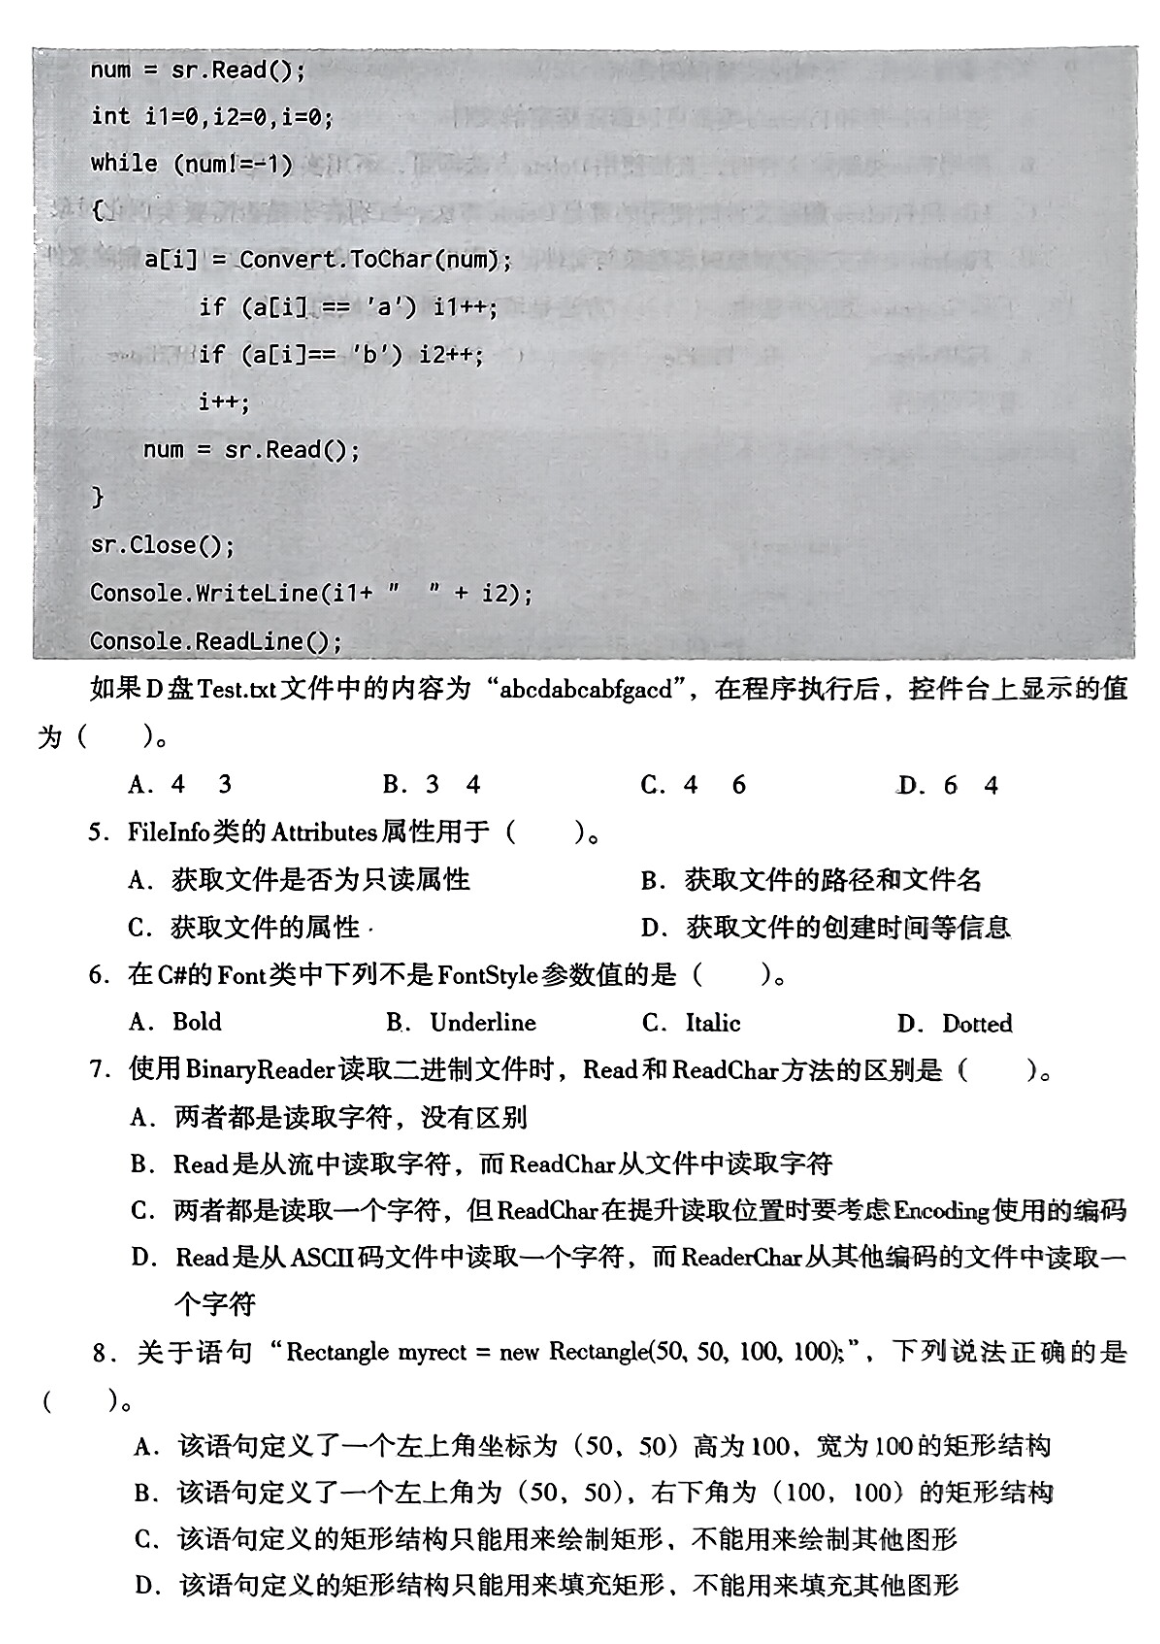 num = sr.Read();
int i1=0,i2=0,i=0;
while (num!=-1)
{
a[i] = Convert.ToChar(num);
if (a[i] == 'a') i1++;
if (a[i]== 'b') i2++;
i++;
num = sr.Read();
}
sr.Close();
Console.WriteLine(i1+ "  " + i2);
Console.ReadLine();
如果D盘Test.txt文件中的内容为“abcdabcabfgacd”，在程序执行后，控件台上显示的值
为（　　）。
A．4　3　　B．3　4　　C．4　6　　D．6　4
5．FileInfo类的Attributes属性用于（　　）。
A．获取文件是否为只读属性　　B．获取文件的路径和文件名
C．获取文件的属性　　D．获取文件的创建时间等信息
6．在C#的Font类中下列不是FontStyle参数值的是（　　）。
A．Bold　　B．Underline　　C．Italic　　D．Dotted
7．使用BinaryReader读取二进制文件时，Read和ReadChar方法的区别是（　　）。
A．两者都是读取字符，没有区别
B．Read是从流中读取字符，而ReadChar从文件中读取字符
C．两者都是读取一个字符，但ReadChar在提升读取位置时要考虑Encoding使用的编码
D．Read是从ASCII码文件中读取一个字符，而ReaderChar从其他编码的文件中读取一
个字符
8．关于语句“Rectangle myrect = new Rectangle(50, 50, 100, 100);”，下列说法正确的是
（　　）。
A．该语句定义了一个左上角坐标为（50，50）高为100，宽为100的矩形结构
B．该语句定义了一个左上角为（50，50），右下角为（100，100）的矩形结构
C．该语句定义的矩形结构只能用来绘制矩形，不能用来绘制其他图形
D．该语句定义的矩形结构只能用来填充矩形，不能用来填充其他图形